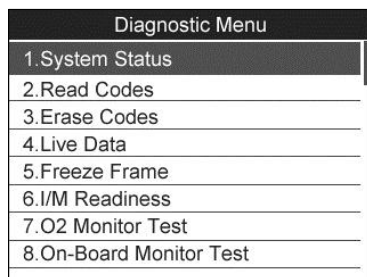 Diagnostic Menu
1.System Status
2.Read Codes
3.Erase Codes
4.Live Data
5.Freeze Frame
6.I/M Readiness
7.O2 Monitor Test
8.On-Board Monitor Test